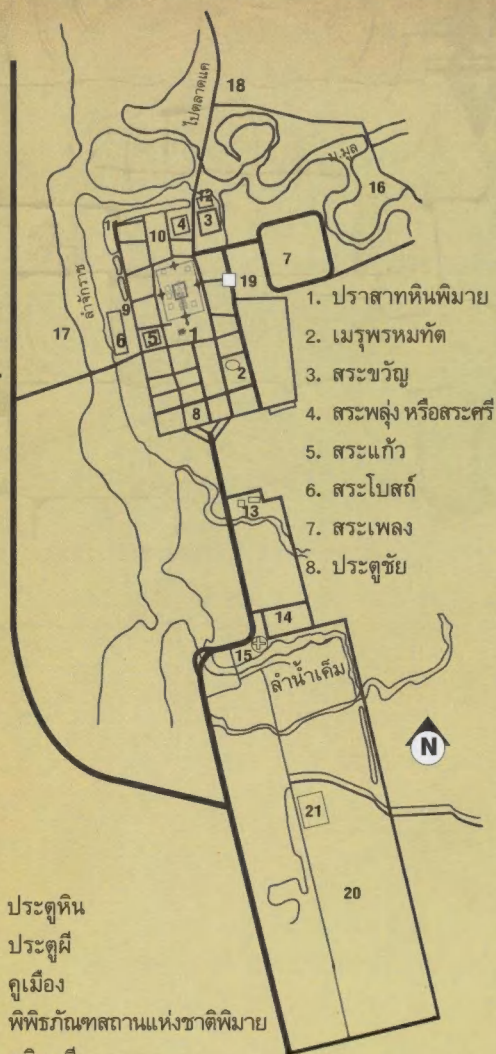 18
ไปตลาดแค
ม.มูล
16
12
4
3
10
11
7
ลำจักราช
19
9
17
6
5
1
2
8
1. ปราสาทหินพิมาย
2. เมรุพรหมทัต
3. สระขวัญ
4. สระพลุ่ง หรือสระศรี
5. สระแก้ว
6. สระโบสถ์
7. สระเพลง
8. ประตูชัย
13
14
15
ลำน้ำเค็ม
N
21
20
ประตูหิน
ประตูผี
คูเมือง
พิพิธภัณฑสถานแห่งชาติพิมาย